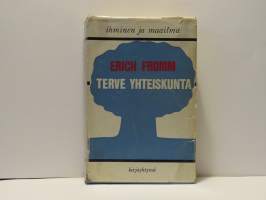 ihminen ja maailma
ERICH FROMM
TERVE YHTEISKUNTA
kirjayhtymä